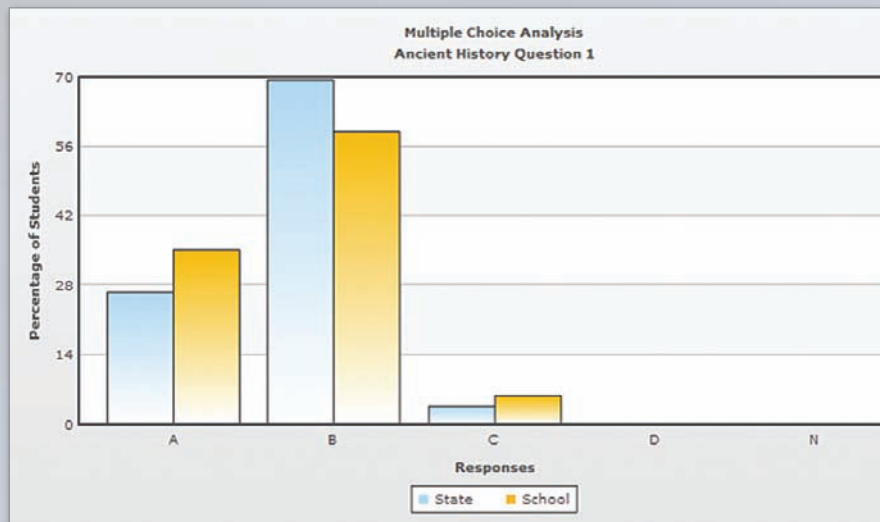 Multiple Choice Analysis
Ancient History Question 1
Percentage of Students
70
56
42
28
14
0
A B C D N
Responses
State School